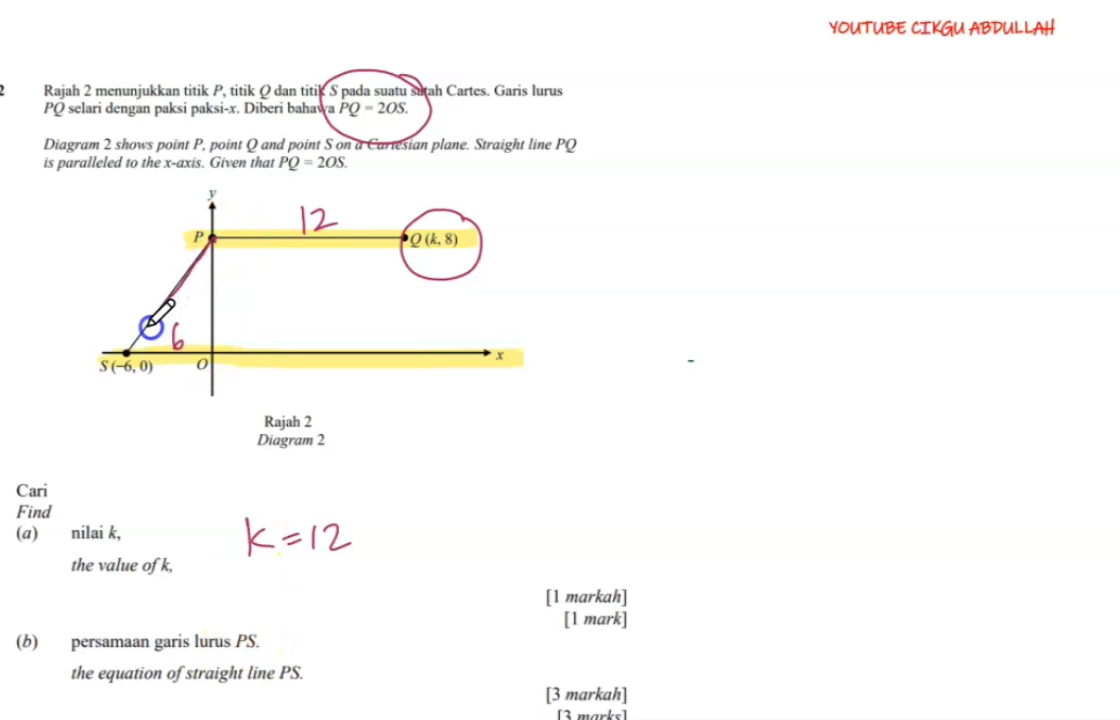 YOUTUBE CIKGU ABDULLAH
2
Rajah 2 menunjukkan titik P, titik Q dan titik S pada suatu satah Cartes. Garis lurus
PQ selari dengan paksi paksi-x. Diberi bahawa PQ = 2OS.
Diagram 2 shows point P, point Q and point S on a Cartesian plane. Straight line PQ
is paralleled to the x-axis. Given that PQ = 2OS.
y
12
P
Q (k, 8)
6
x
S (−6, 0)
O
Rajah 2
Diagram 2
Cari
Find
(a) nilai k,
k = 12
the value of k,
[1 markah]
[1 mark]
(b) persamaan garis lurus PS.
the equation of straight line PS.
[3 markah]
[3 marks]